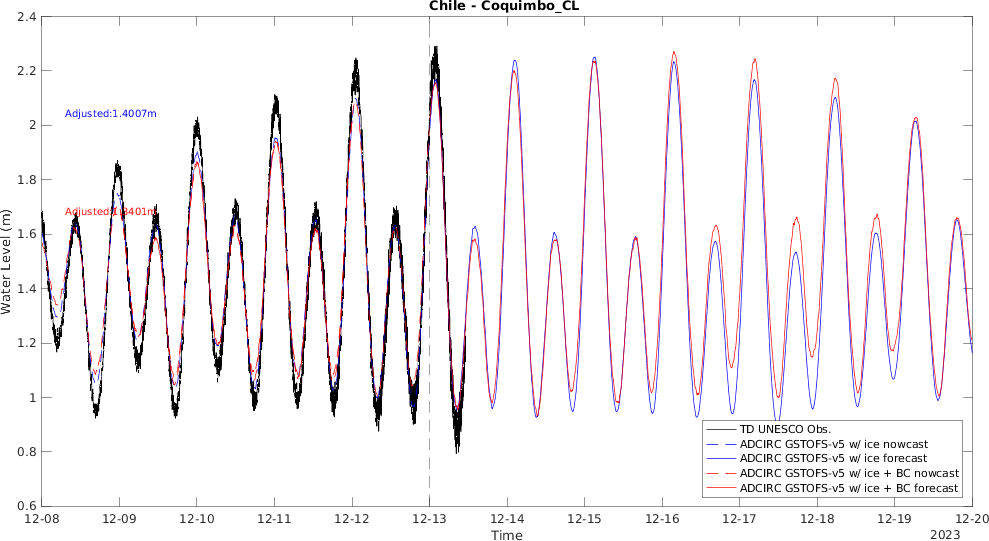 Chile - Coquimbo_CL
2.4
2.2
2
1.8
1.6
1.4
1.2
1
0.8
0.6
Water Level (m)
Adjusted:1.4007m
Adjusted:1.3401m
TD UNESCO Obs.
ADCIRC GSTOFS-v5 w/ ice nowcast
ADCIRC GSTOFS-v5 w/ ice forecast
ADCIRC GSTOFS-v5 w/ ice + BC nowcast
ADCIRC GSTOFS-v5 w/ ice + BC forecast
12-08 12-09 12-10 12-11 12-12 12-13 12-14 12-15 12-16 12-17 12-18 12-19 12-20
Time
2023